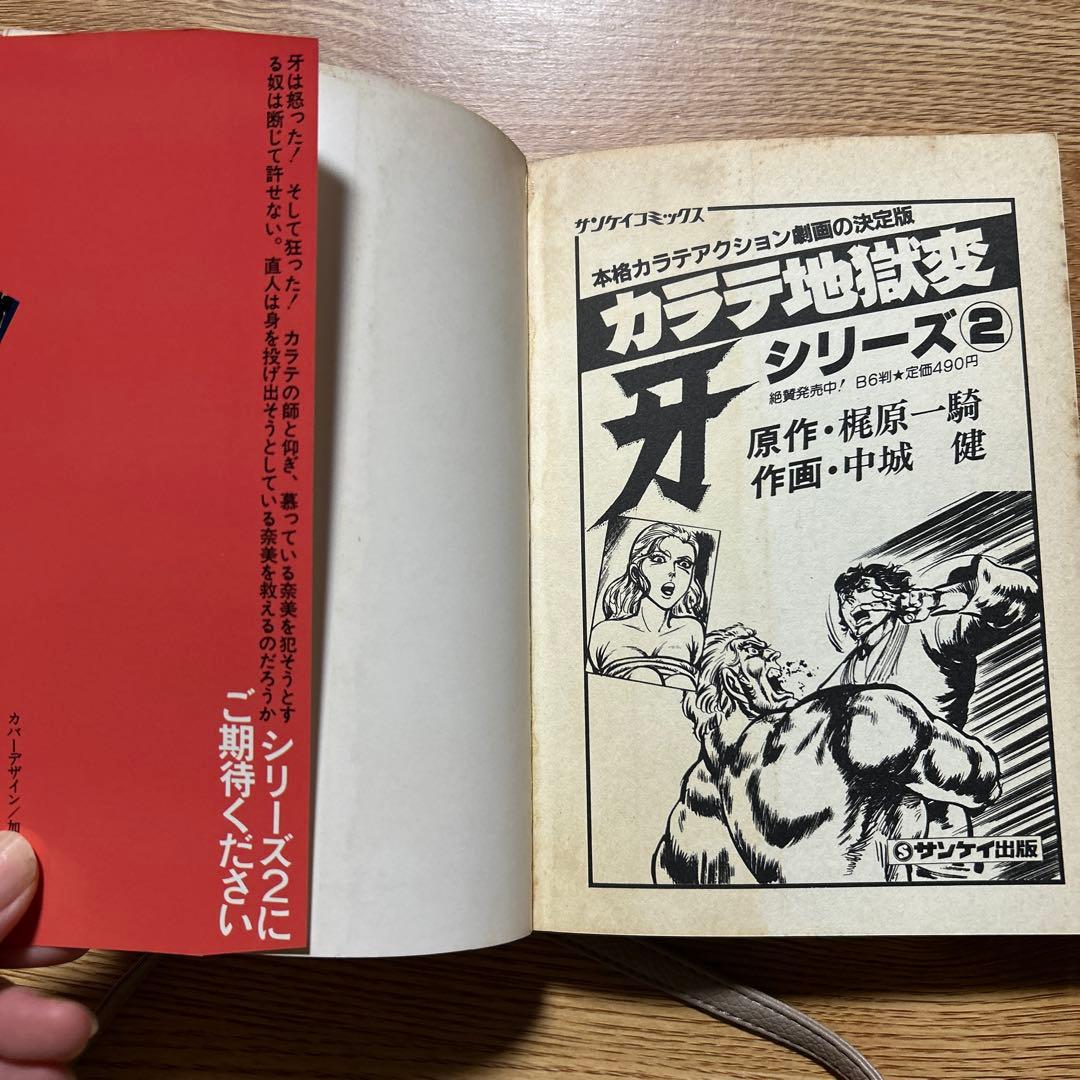 牙は怒った！ そして狂った！ カラテの師と仰ぎ、慕っている奈美を犯そうとす
る奴は断じて許せない。直人は身を投げ出そうとしている奈美を救えるのだろうか
シリーズ2に
ご期待ください
カバーデザイン／加
サンケイコミックス
本格カラテアクション劇画の決定版
カラテ地獄変
牙
シリーズ②
絶賛発売中！ B6判★定価490円
原作・梶原一騎
作画・中城 健
Ⓢサンケイ出版